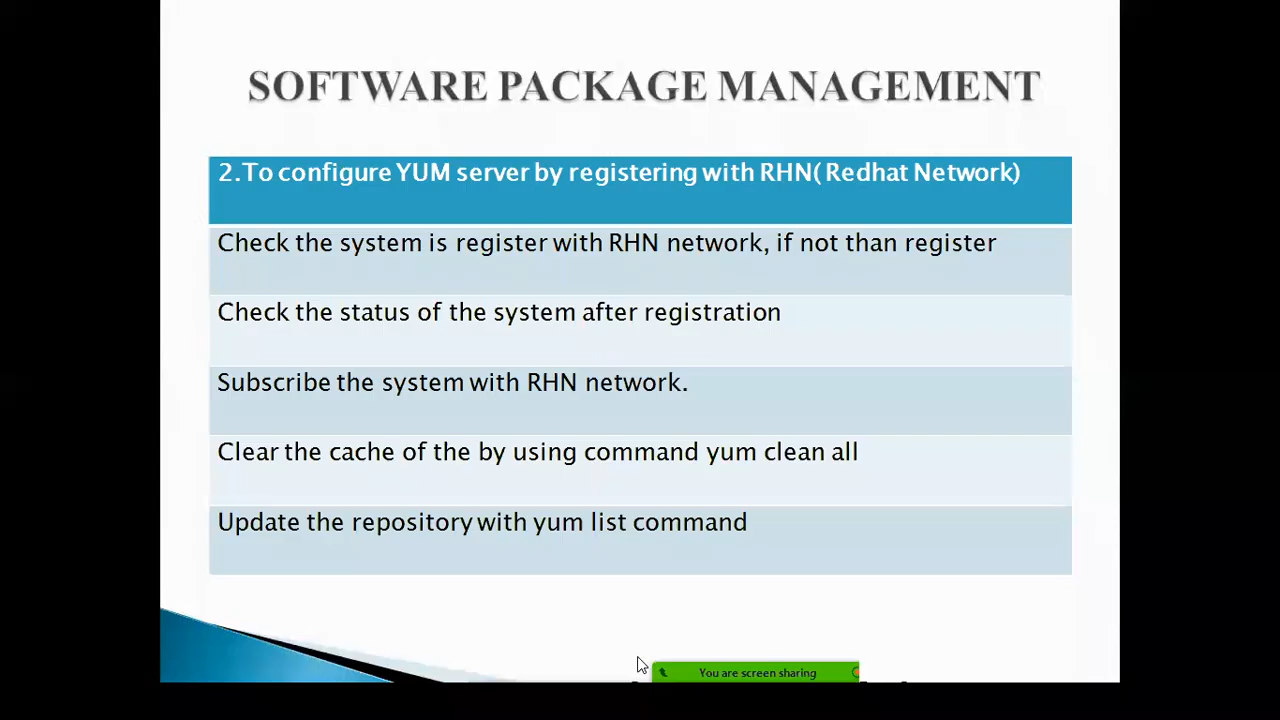 SOFTWARE PACKAGE MANAGEMENT
2.To configure YUM server by registering with RHN( Redhat Network)
Check the system is register with RHN network, if not than register
Check the status of the system after registration
Subscribe the system with RHN network.
Clear the cache of the by using command yum clean all
Update the repository with yum list command
You are screen sharing